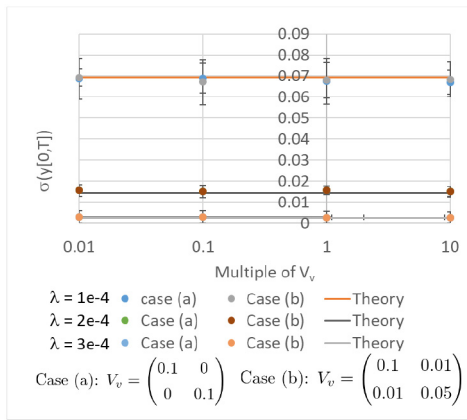 0.09
0.08
0.07
0.06
0.05
0.04
0.03
0.02
0.01
0
σ(y[0,T])
0.01 0.1 1 10
Multiple of Vᵥ
λ = 1e-4 case (a) Case (b) Theory
λ = 2e-4 Case (a) Case (b) Theory
λ = 3e-4 Case (a) Case (b) Theory
Case (a): Vᵥ = (0.1 0 Case (b): Vᵥ = (0.1 0.01
0 0.1) 0.01 0.05)